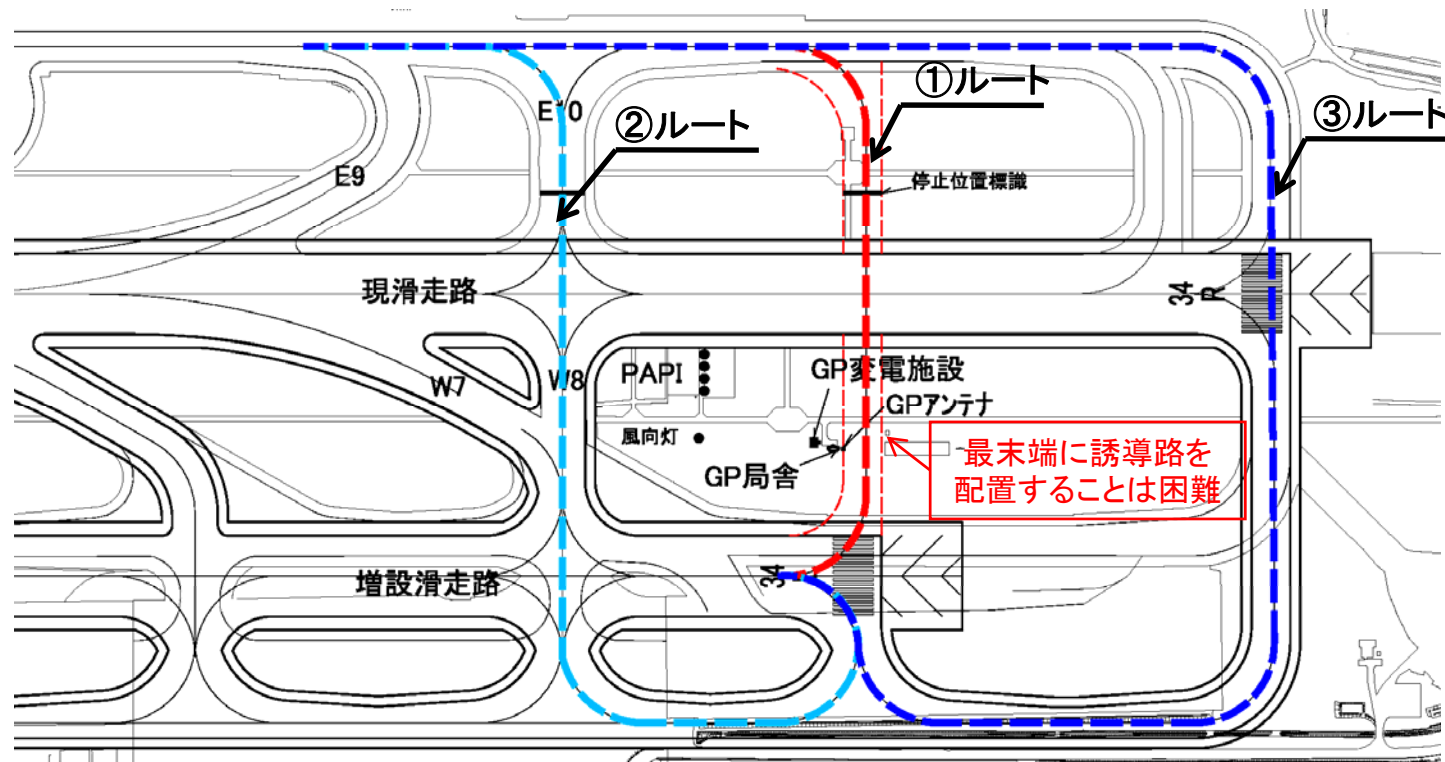 ①ルート
E10
②ルート
③ルート
E9
停止位置標識
現滑走路
34
R
PAPI
GP変電施設
W7
W8
GPアンテナ
風向灯
最末端に誘導路を
配置することは困難
GP局舎
増設滑走路
34